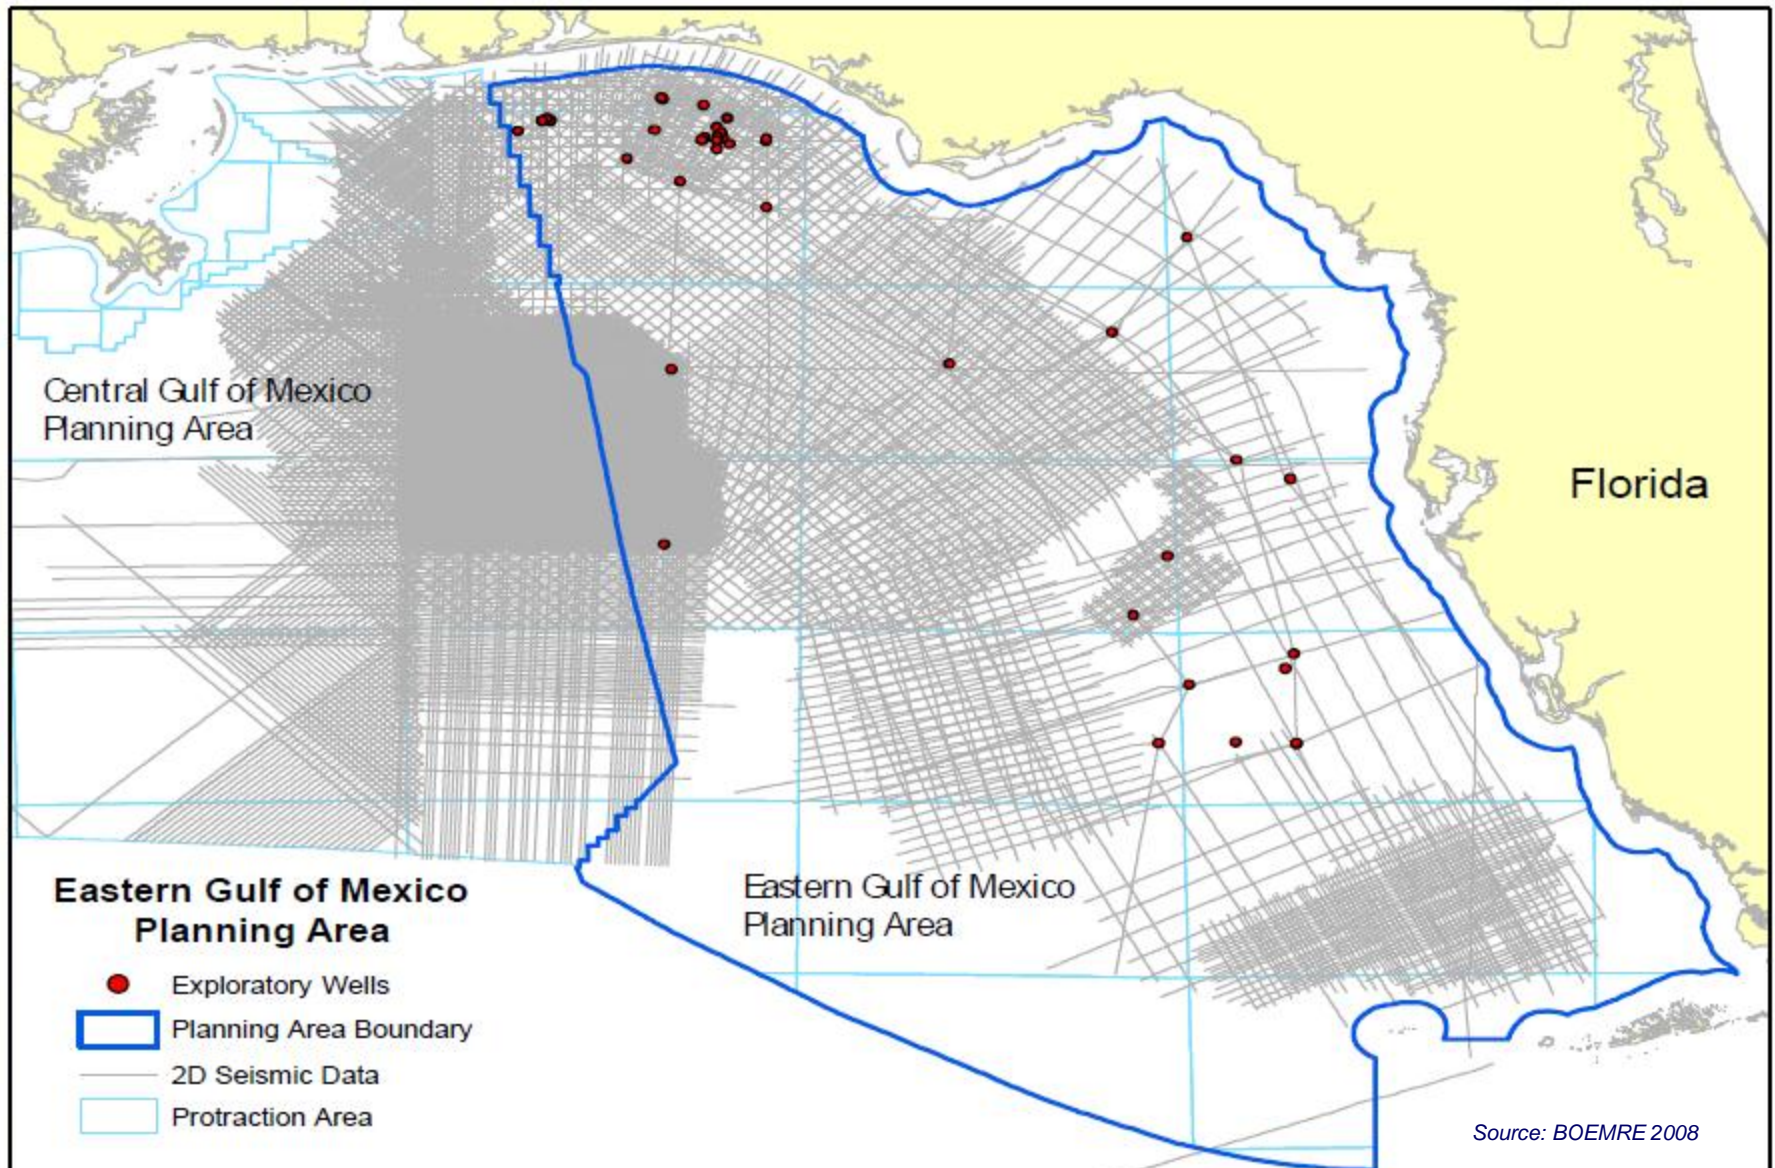 Central Gulf of Mexico
Planning Area
Florida
Eastern Gulf of Mexico
Planning Area
Eastern Gulf of Mexico
Planning Area
Exploratory Wells
Planning Area Boundary
2D Seismic Data
Protraction Area
Source: BOEMRE 2008